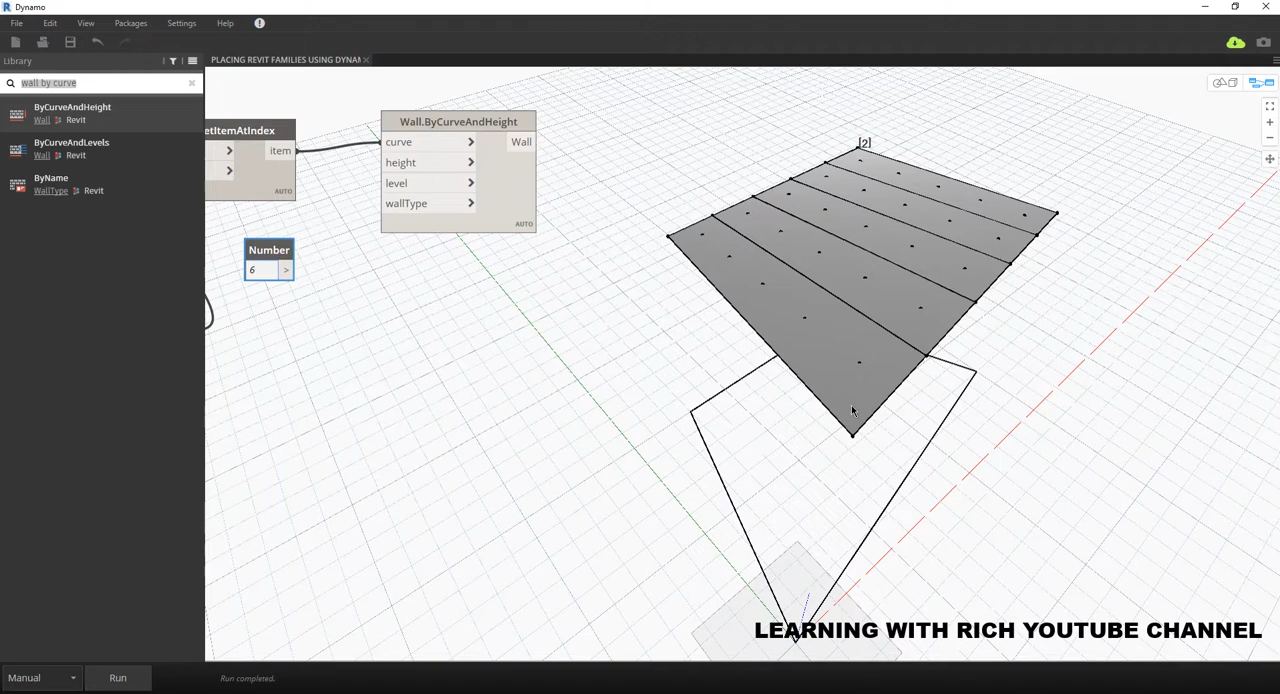 Dynamo
File Edit View Packages Settings Help
Library
PLACING REVIT FAMILIES USING DYNAM
wall by curve
ByCurveAndHeight
Wall Revit
ByCurveAndLevels
Wall Revit
ByName
WallType Revit
etItemAtIndex
item
AUTO
Number
6 >
Wall.ByCurveAndHeight
curve > Wall
height >
level >
wallType >
AUTO
[2]
LEARNING WITH RICH YOUTUBE CHANNEL
Manual Run Run completed.